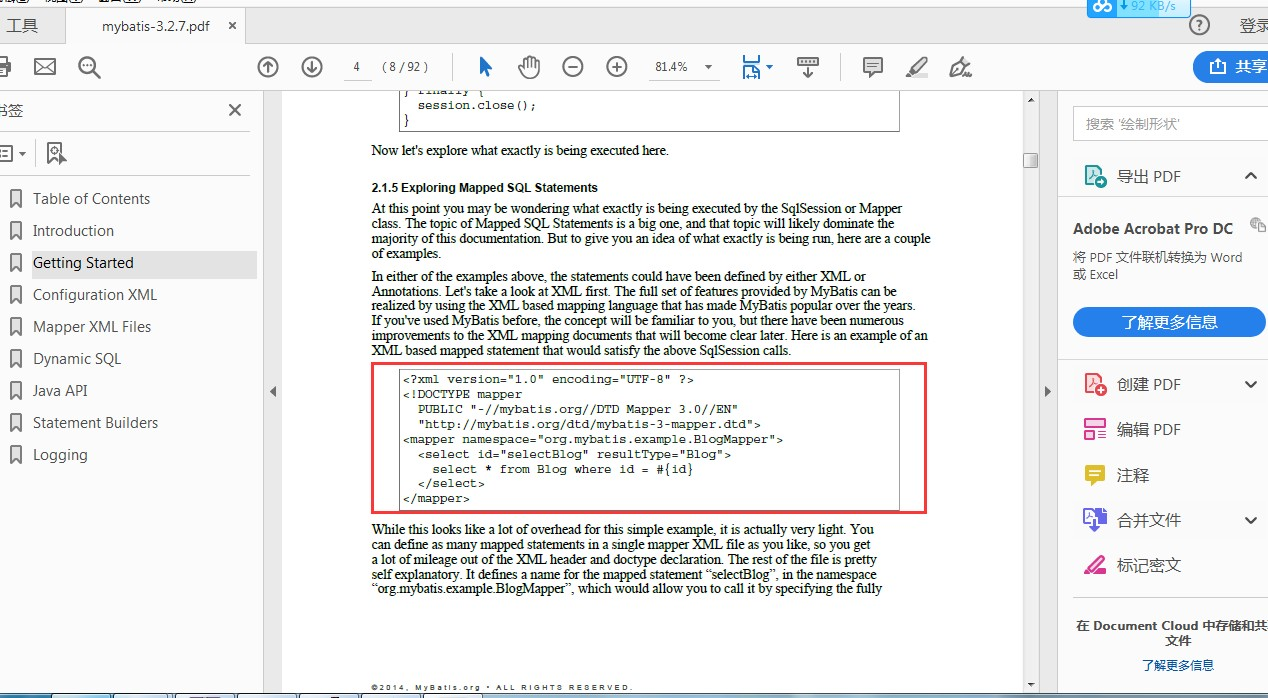 92 KB/s
工具
mybatis-3.2.7.pdf
×
登录
4
( 8 / 92 )
81.4%
共享
书签
Table of Contents
Introduction
Getting Started
Configuration XML
Mapper XML Files
Dynamic SQL
Java API
Statement Builders
Logging
} finally {
session.close();
}
Now let's explore what exactly is being executed here.
2.1.5 Exploring Mapped SQL Statements
At this point you may be wondering what exactly is being executed by the SqlSession or Mapper
class. The topic of Mapped SQL Statements is a big one, and that topic will likely dominate the
majority of this documentation. But to give you an idea of what exactly is being run, here are a couple
of examples.
In either of the examples above, the statements could have been defined by either XML or
Annotations. Let's take a look at XML first. The full set of features provided by MyBatis can be
realized by using the XML based mapping language that has made MyBatis popular over the years.
If you've used MyBatis before, the concept will be familiar to you, but there have been numerous
improvements to the XML mapping documents that will become clear later. Here is an example of an
XML based mapped statement that would satisfy the above SqlSession calls.
<?xml version="1.0" encoding="UTF-8" ?>
<!DOCTYPE mapper
PUBLIC "-//mybatis.org//DTD Mapper 3.0//EN"
"http://mybatis.org/dtd/mybatis-3-mapper.dtd">
<mapper namespace="org.mybatis.example.BlogMapper">
<select id="selectBlog" resultType="Blog">
select * from Blog where id = #{id}
</select>
</mapper>
While this looks like a lot of overhead for this simple example, it is actually very light. You
can define as many mapped statements in a single mapper XML file as you like, so you get
a lot of mileage out of the XML header and doctype declaration. The rest of the file is pretty
self explanatory. It defines a name for the mapped statement “selectBlog”, in the namespace
“org.mybatis.example.BlogMapper”, which would allow you to call it by specifying the fully
©2014, MyBatis.org • ALL RIGHTS RESERVED.
搜索 '绘制形状'
导出 PDF
Adobe Acrobat Pro DC
将 PDF 文件联机转换为 Word
或 Excel
了解更多信息
创建 PDF
编辑 PDF
注释
合并文件
标记密文
在 Document Cloud 中存储和共
文件
了解更多信息